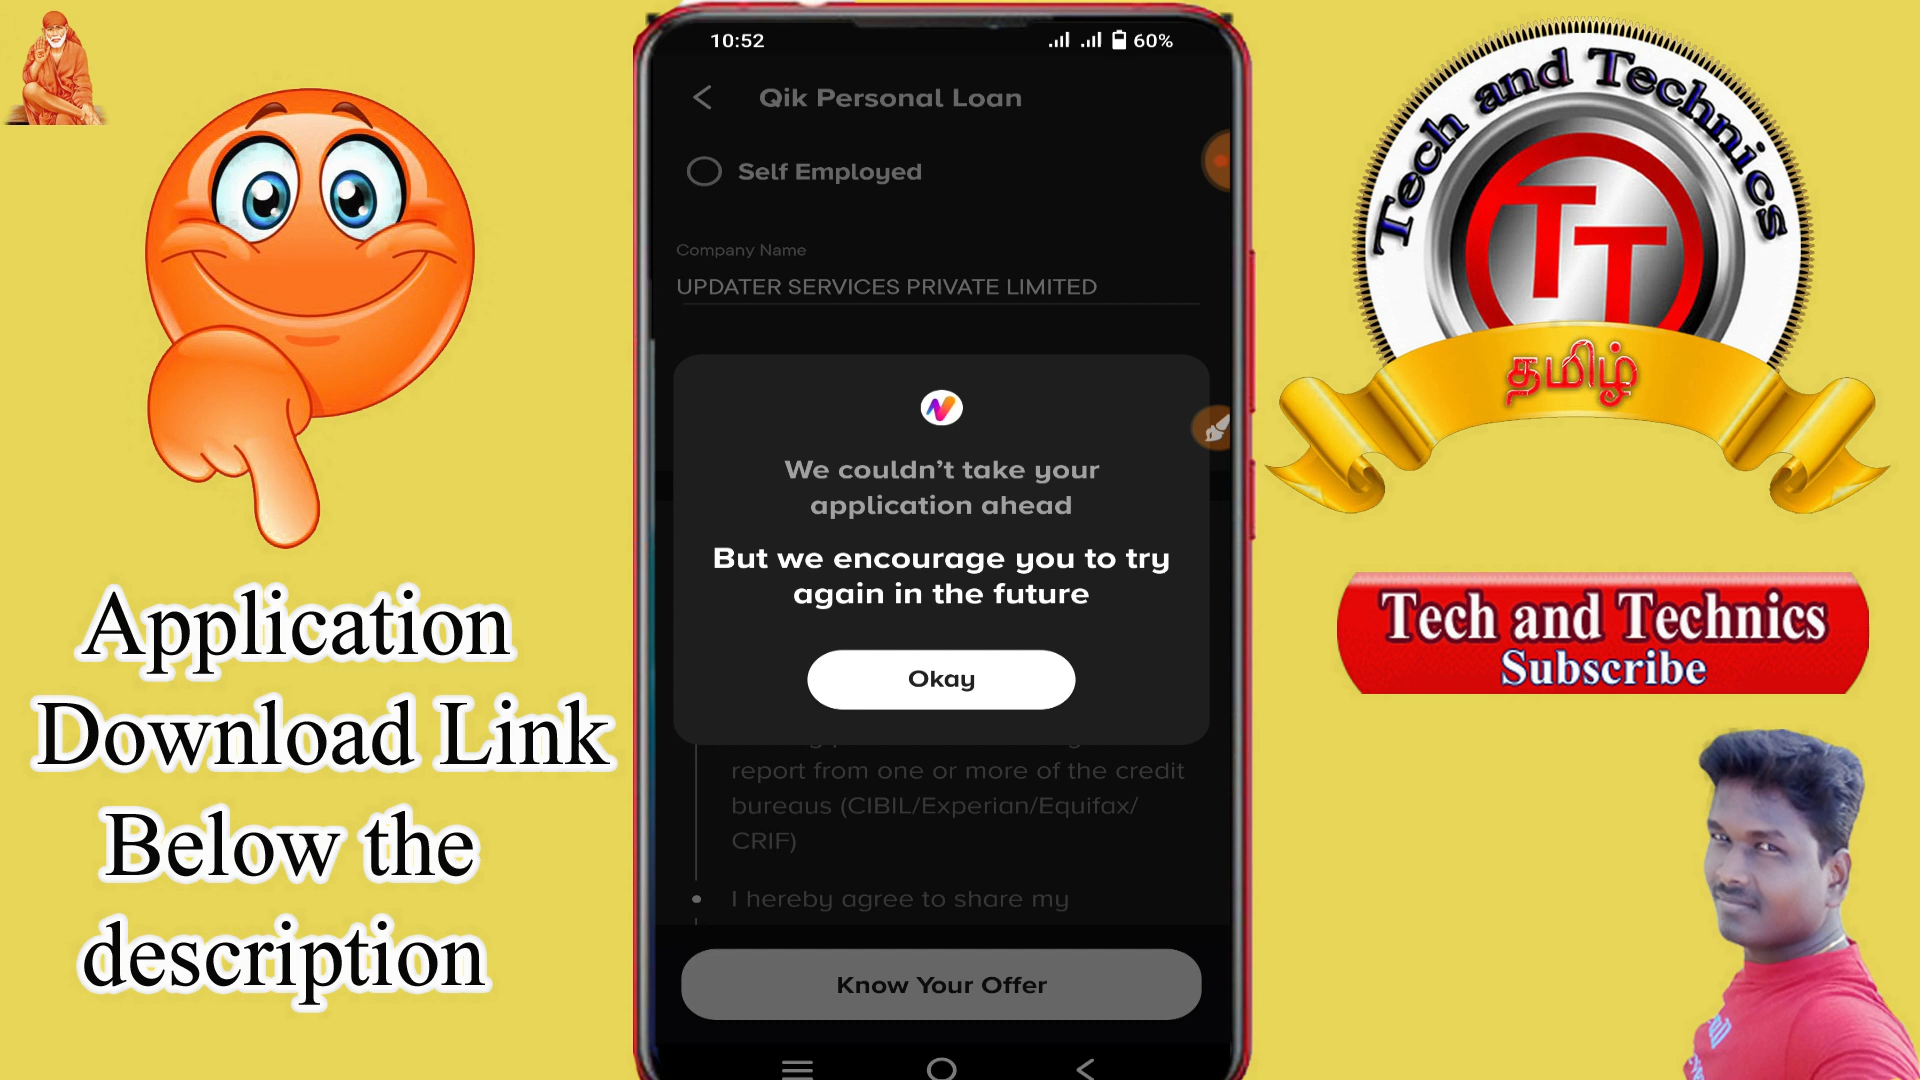 10:52
60%
Qik Personal Loan
Self Employed
Company Name
UPDATER SERVICES PRIVATE LIMITED
We couldn't take your
application ahead
But we encourage you to try
again in the future
Okay
report from one or more of the credit
bureaus (CIBIL/Experian/Equifax/
CRIF)
I hereby agree to share my
Know Your Offer
Application
Download Link
Below the
description
Tech and Technics
TT
தமிழ்
Tech and Technics
Subscribe